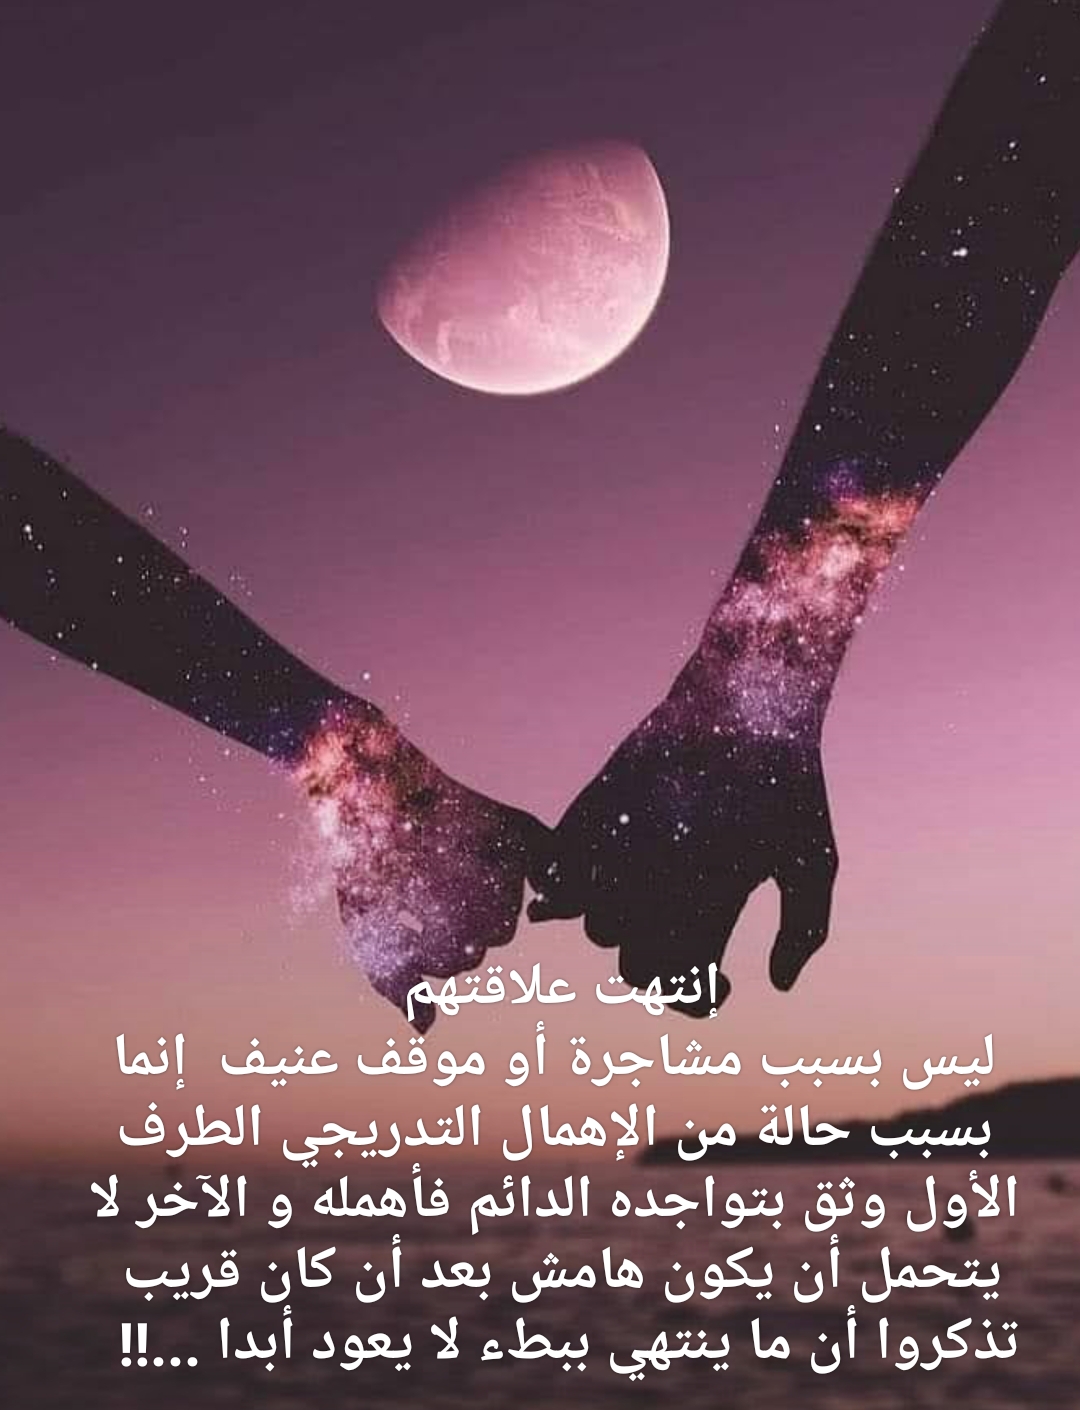 إنتهت علاقتهم
ليس بسبب مشاجرة أو موقف عنيف إنما
بسبب حالة من الإهمال التدريجي الطرف
الأول وثق بتواجده الدائم فأهمله و الآخر لا
يتحمل أن يكون هامش بعد أن كان قريب
تذكروا أن ما ينتهي ببطء لا يعود أبدا ...!!